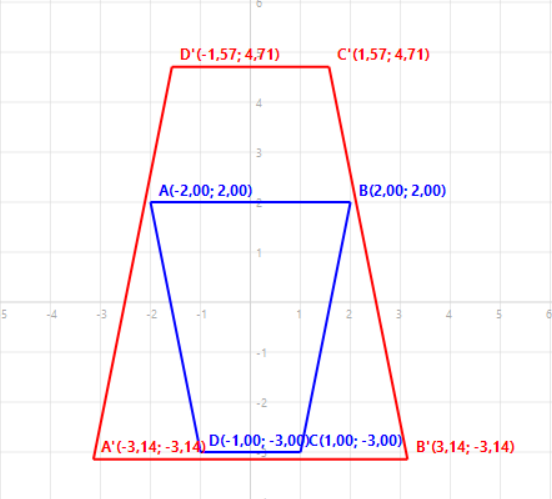 6
D'(-1,57; 4,71) C'(1,57; 4,71)
5
4
3
A(-2,00; 2,00) B(2,00; 2,00)
2
1
5 -3 -2 -1 1 2 3 4 5 6
-1
-2
A'(-3,14; -3,14) D(-1,00; -3,00) C(1,00; -3,00) B'(3,14; -3,14)
-3